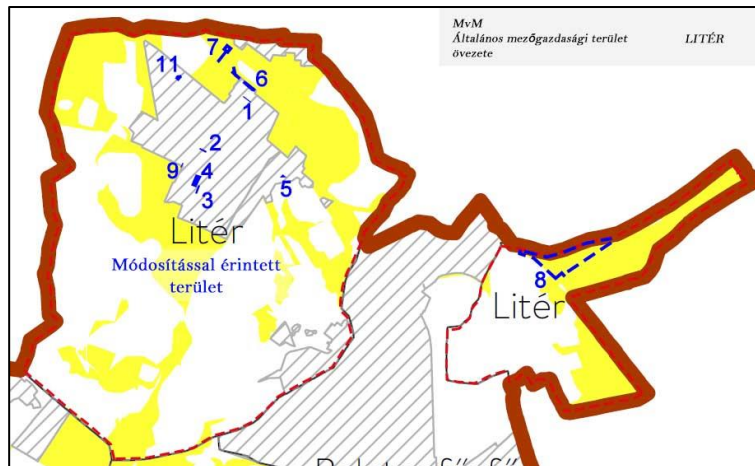 MvM
Általános mezőgazdasági terület
övezete
LITÉR
7
11
6
1
2
9
4
5
3
Litér
Módosítással érintett
terület
8
Litér